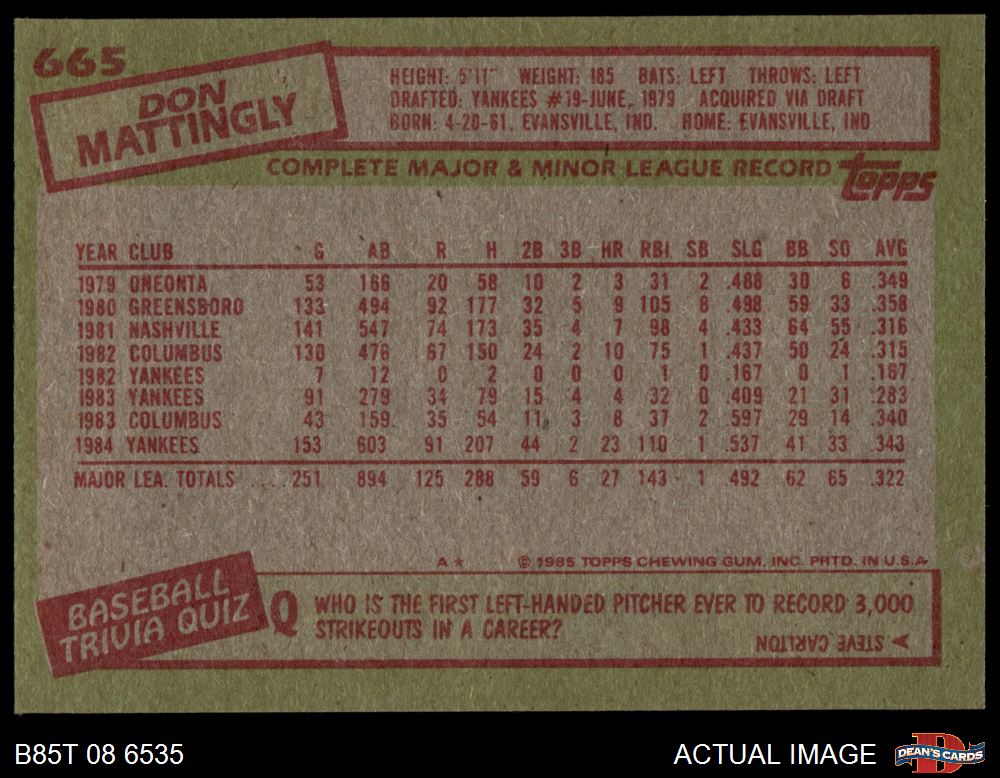 665
DON
MATTINGLY
HEIGHT: 5'11" WEIGHT: 185 BATS: LEFT THROWS: LEFT
DRAFTED: YANKEES #19-JUNE, 1979 ACQUIRED VIA DRAFT
BORN: 4-20-61, EVANSVILLE, IND. HOME: EVANSVILLE, IND
COMPLETE MAJOR & MINOR LEAGUE RECORD topps
YEAR CLUB G AB R H 2B 3B HR RBI SB SLG BB SO AVG
1979 ONEONTA 53 166 20 58 10 2 3 31 2 .488 30 6 .349
1980 GREENSBORO 133 494 92 177 32 5 9 105 8 .498 59 33 .358
1981 NASHVILLE 141 547 74 173 35 4 7 98 4 .433 64 55 .316
1982 COLUMBUS 130 476 67 150 24 2 10 75 1 .437 50 24 .315
1982 YANKEES 7 12 0 2 0 0 0 1 0 .167 0 1 .167
1983 YANKEES 91 279 34 79 15 4 4 32 0 .409 21 31 .283
1983 COLUMBUS 43 159 35 54 11 3 8 37 2 .597 29 14 .340
1984 YANKEES 153 603 91 207 44 2 23 110 1 .537 41 33 .343
MAJOR LEA. TOTALS .... 251 894 125 288 59 6 27 143 1 .492 62 65 .322
A★ © 1985 TOPPS CHEWING GUM, INC. PRTD. IN U.S.A.
BASEBALL
TRIVIA QUIZ
Q WHO IS THE FIRST LEFT-HANDED PITCHER EVER TO RECORD 3,000
STRIKEOUTS IN A CAREER?
A STEVE CARLTON
B85T 08 6535 ACTUAL IMAGE DEAN'S CARDS